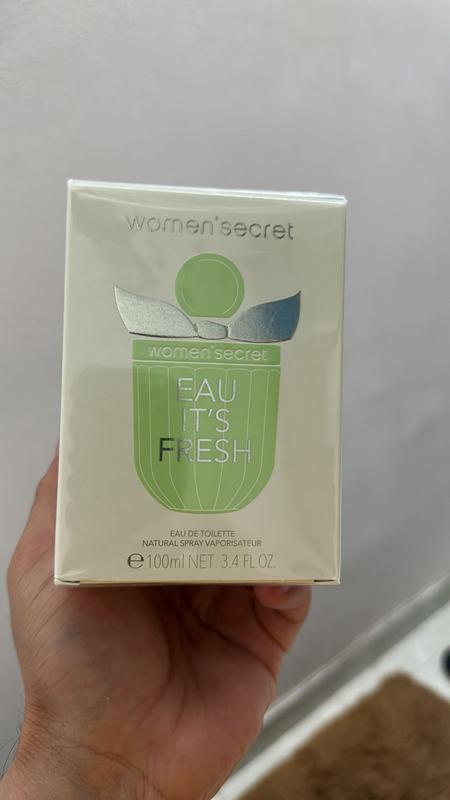 women'secret
women'secret
EAU
IT'S
FRESH
EAU DE TOILETTE
NATURAL SPRAY VAPORISATEUR
℮100ml NET. 3.4 FL.OZ.